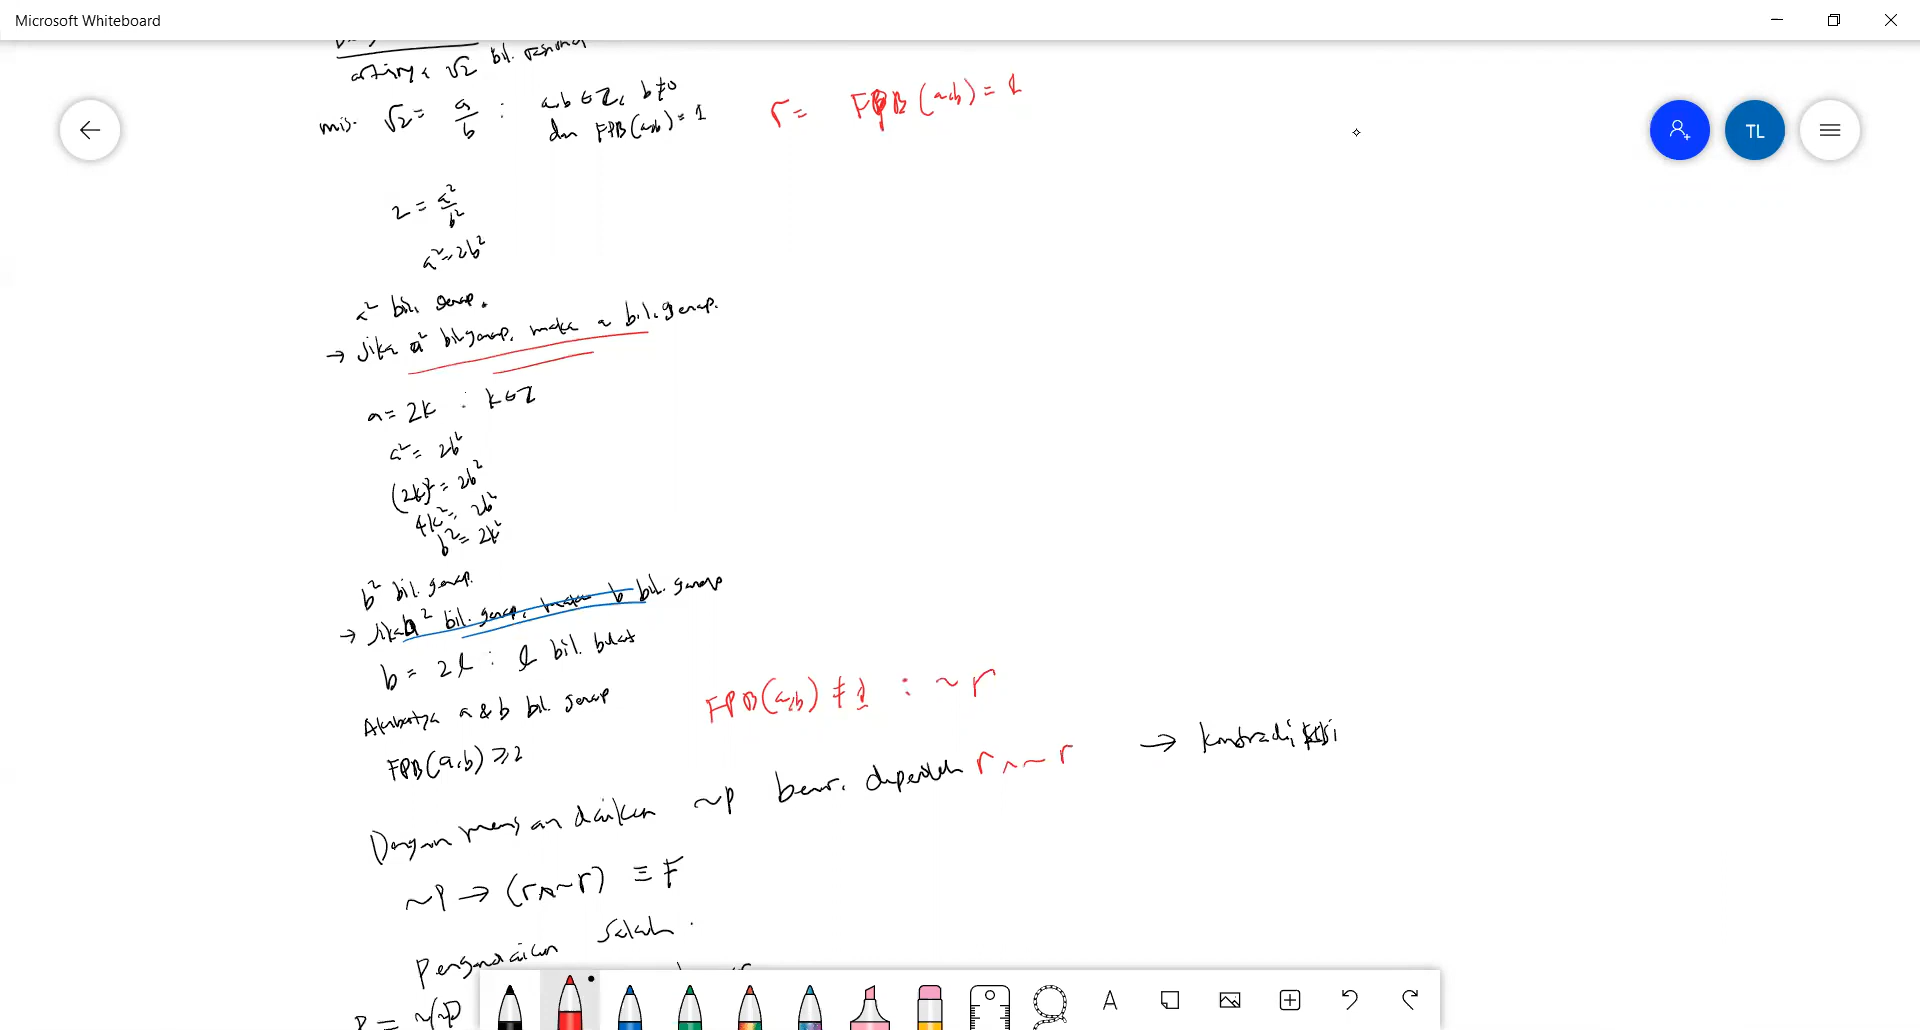 Microsoft Whiteboard
artinya √2 bil. rasional
mis. √2 = a/b : a,b ∈ Z, b≠0
dan FPB(a,b) = 1
r = FPB(a,b) = 1
TL
2 = a²/b²
a² = 2b²
a² bil. genap.
→ Jika a² bil genap, maka a bil. genap.
a = 2k : k ∈ Z
a² = 2b²
(2k)² = 2b²
4k² = 2b²
b² = 2k²
b² bil. genap.
→ Jika b² bil. genap, maka b bil. genap
b = 2l : l bil. bulat
Akibatnya a & b bil. genap
FPB(a,b) ≠ 1 : ~r
FPB(a,b) ≥ 2
Dengan mengandaikan ~p benar, diperoleh r ∧ ~r → kontradiksi
~p → (r ∧ ~r) ≡ F
Pengandaian salah.
A